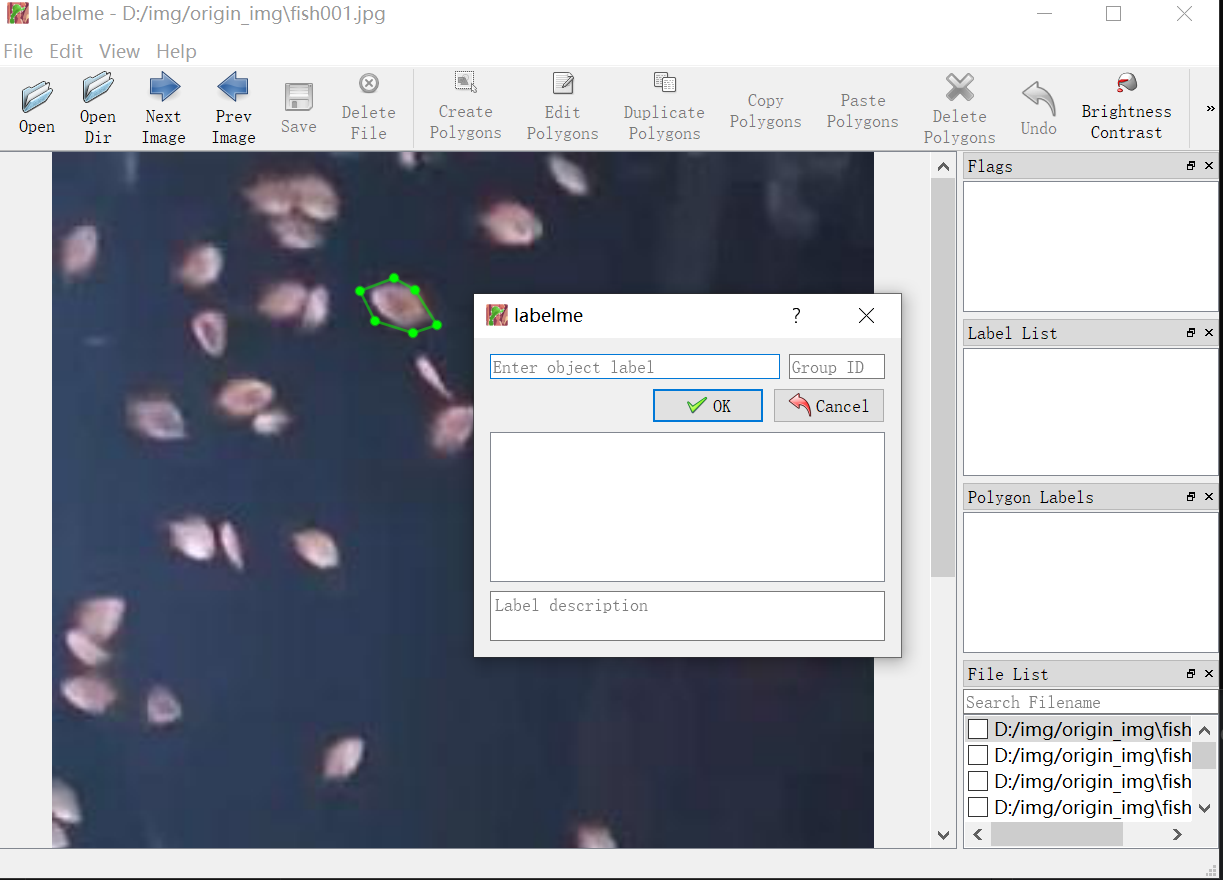 labelme - D:/img/origin_img\fish001.jpg
File Edit View Help
Open
Open Dir
Next Image
Prev Image
Save
Delete File
Create Polygons
Edit Polygons
Duplicate Polygons
Copy Polygons
Paste Polygons
Delete Polygons
Undo
Brightness Contrast
»
Flags
labelme
?
Enter object label
Group ID
OK
Cancel
Label description
Label List
Polygon Labels
File List
Search Filename
D:/img/origin_img\fish
D:/img/origin_img\fish
D:/img/origin_img\fish
D:/img/origin_img\fish